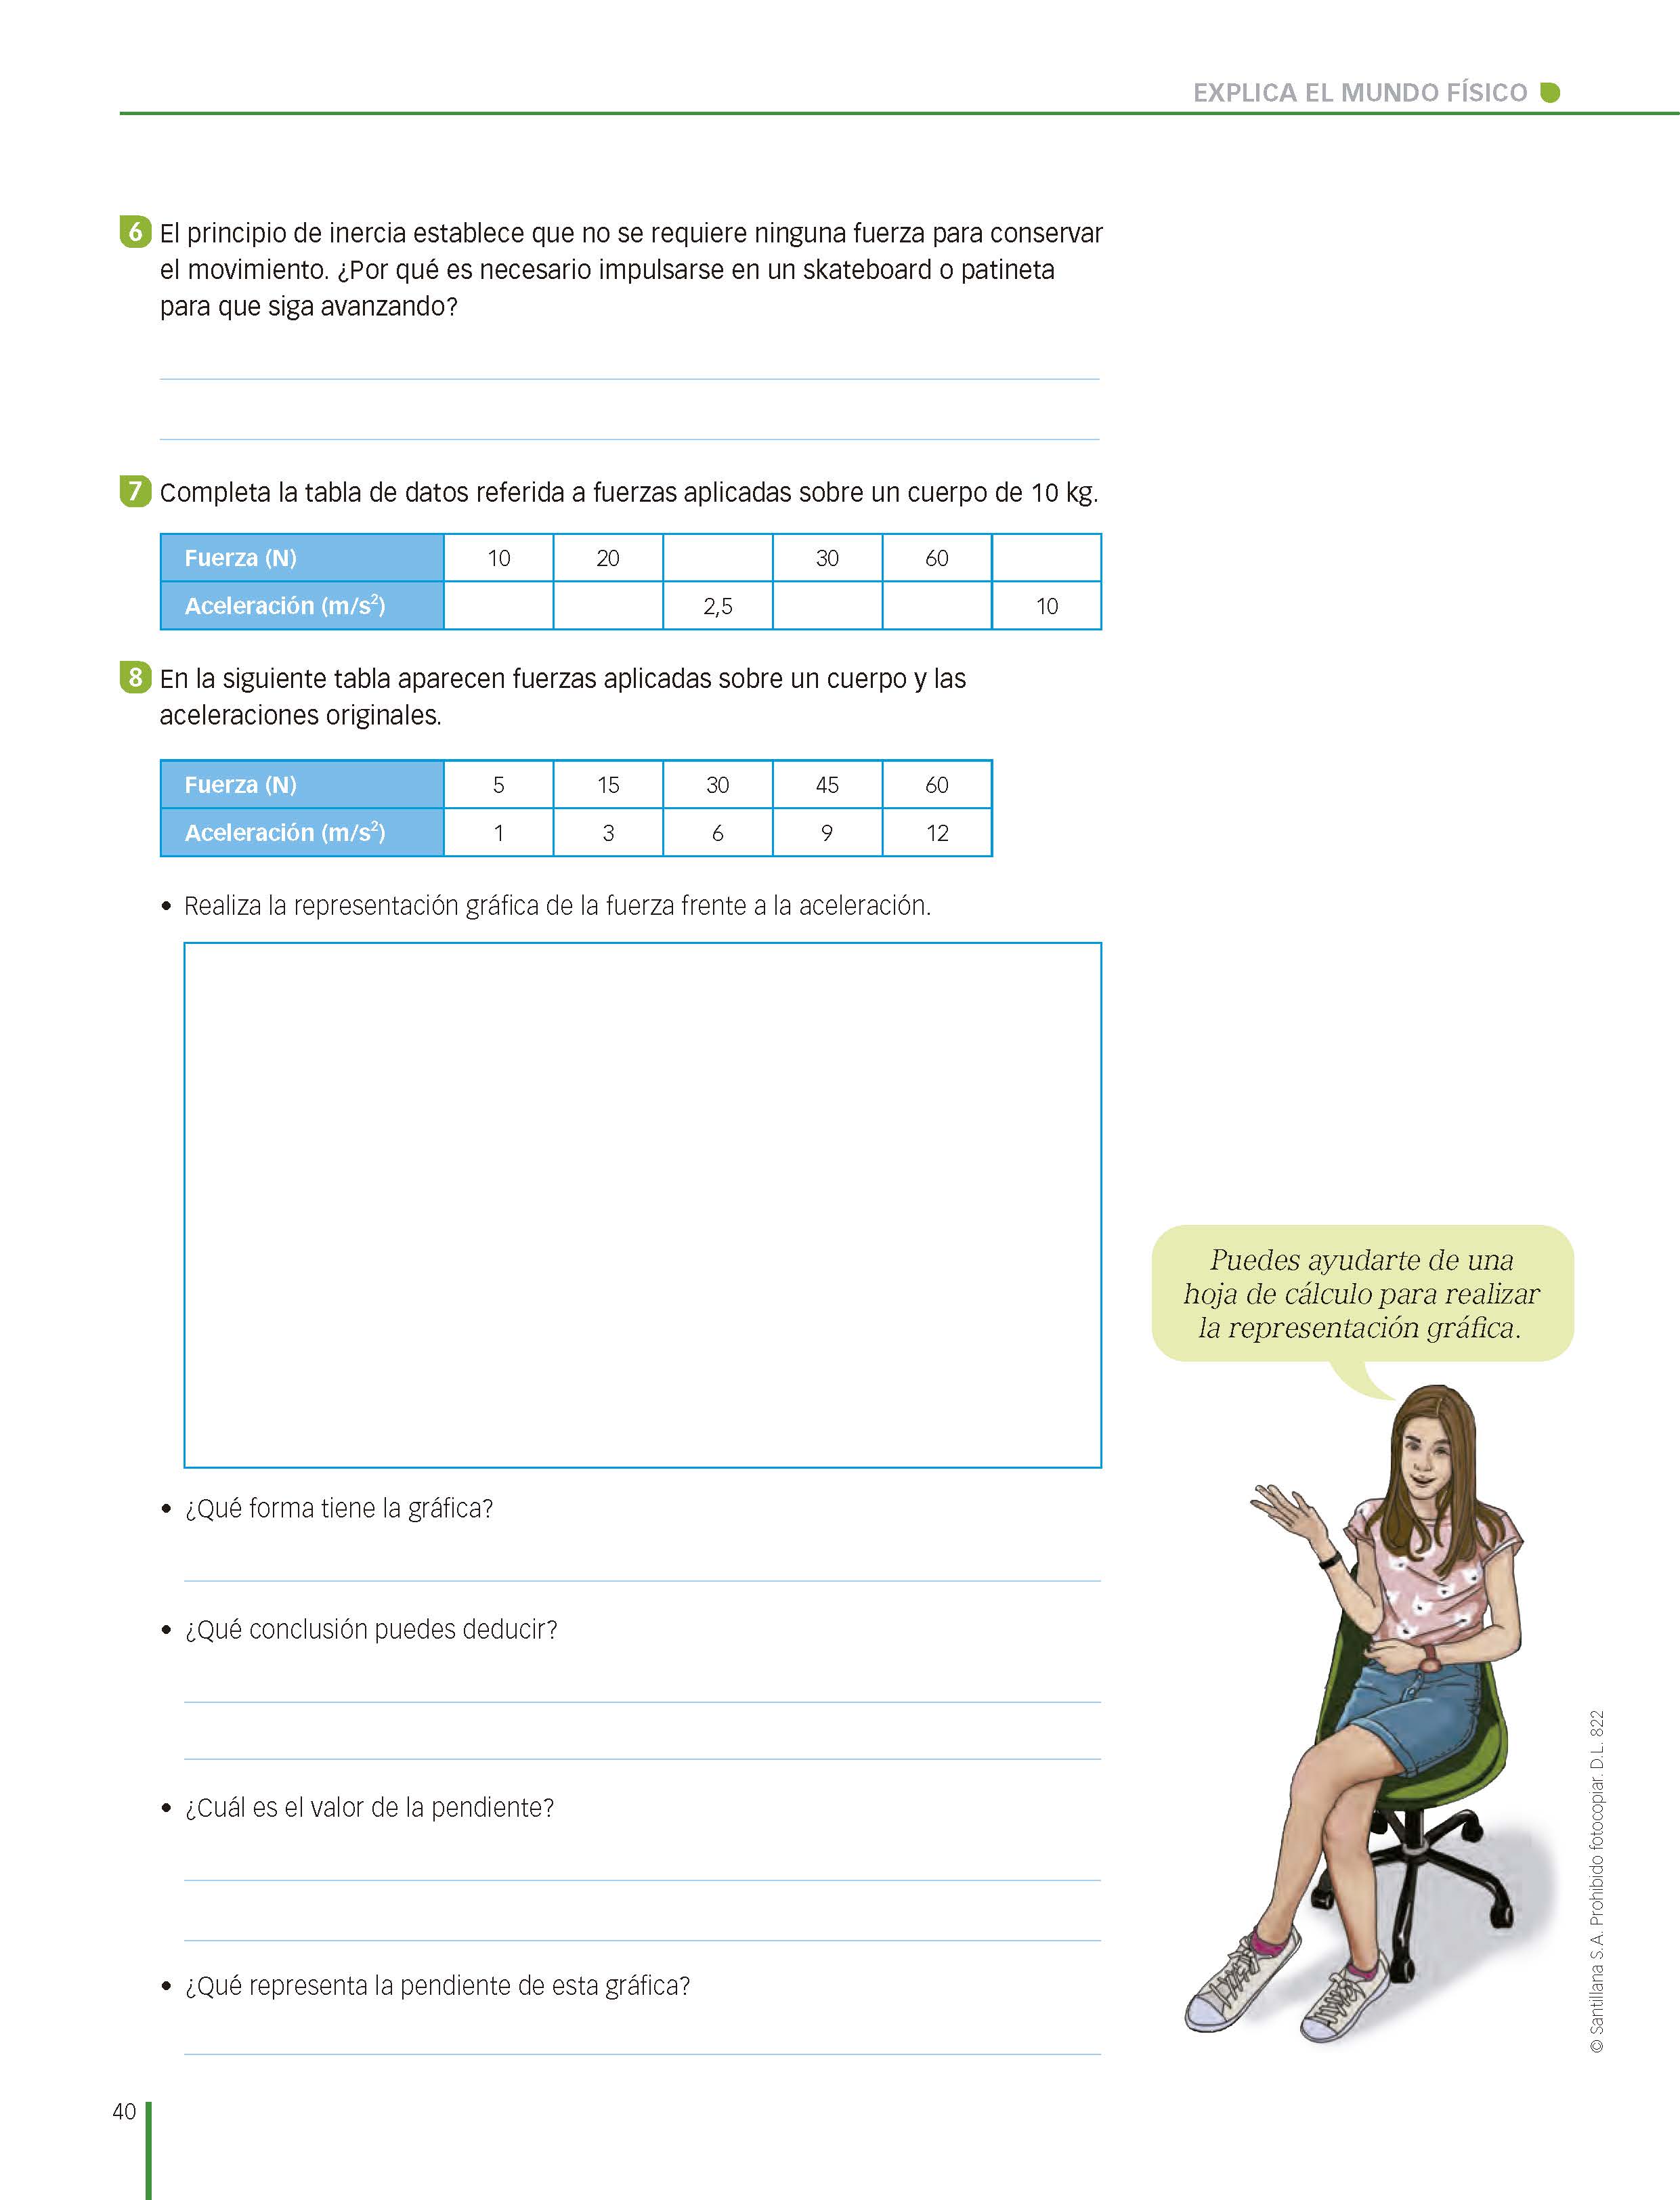 EXPLICA EL MUNDO FÍSICO
6 El principio de inercia establece que no se requiere ninguna fuerza para conservar
el movimiento. ¿Por qué es necesario impulsarse en un skateboard o patineta
para que siga avanzando?
7 Completa la tabla de datos referida a fuerzas aplicadas sobre un cuerpo de 10 kg.
Fuerza (N) 10 20 30 60
Aceleración (m/s²) 2,5 10
8 En la siguiente tabla aparecen fuerzas aplicadas sobre un cuerpo y las
aceleraciones originales.
Fuerza (N) 5 15 30 45 60
Aceleración (m/s²) 1 3 6 9 12
• Realiza la representación gráfica de la fuerza frente a la aceleración.
Puedes ayudarte de una
hoja de cálculo para realizar
la representación gráfica.
• ¿Qué forma tiene la gráfica?
• ¿Qué conclusión puedes deducir?
• ¿Cuál es el valor de la pendiente?
• ¿Qué representa la pendiente de esta gráfica?
© Santillana S.A. Prohibido fotocopiar. D.L. 822
40